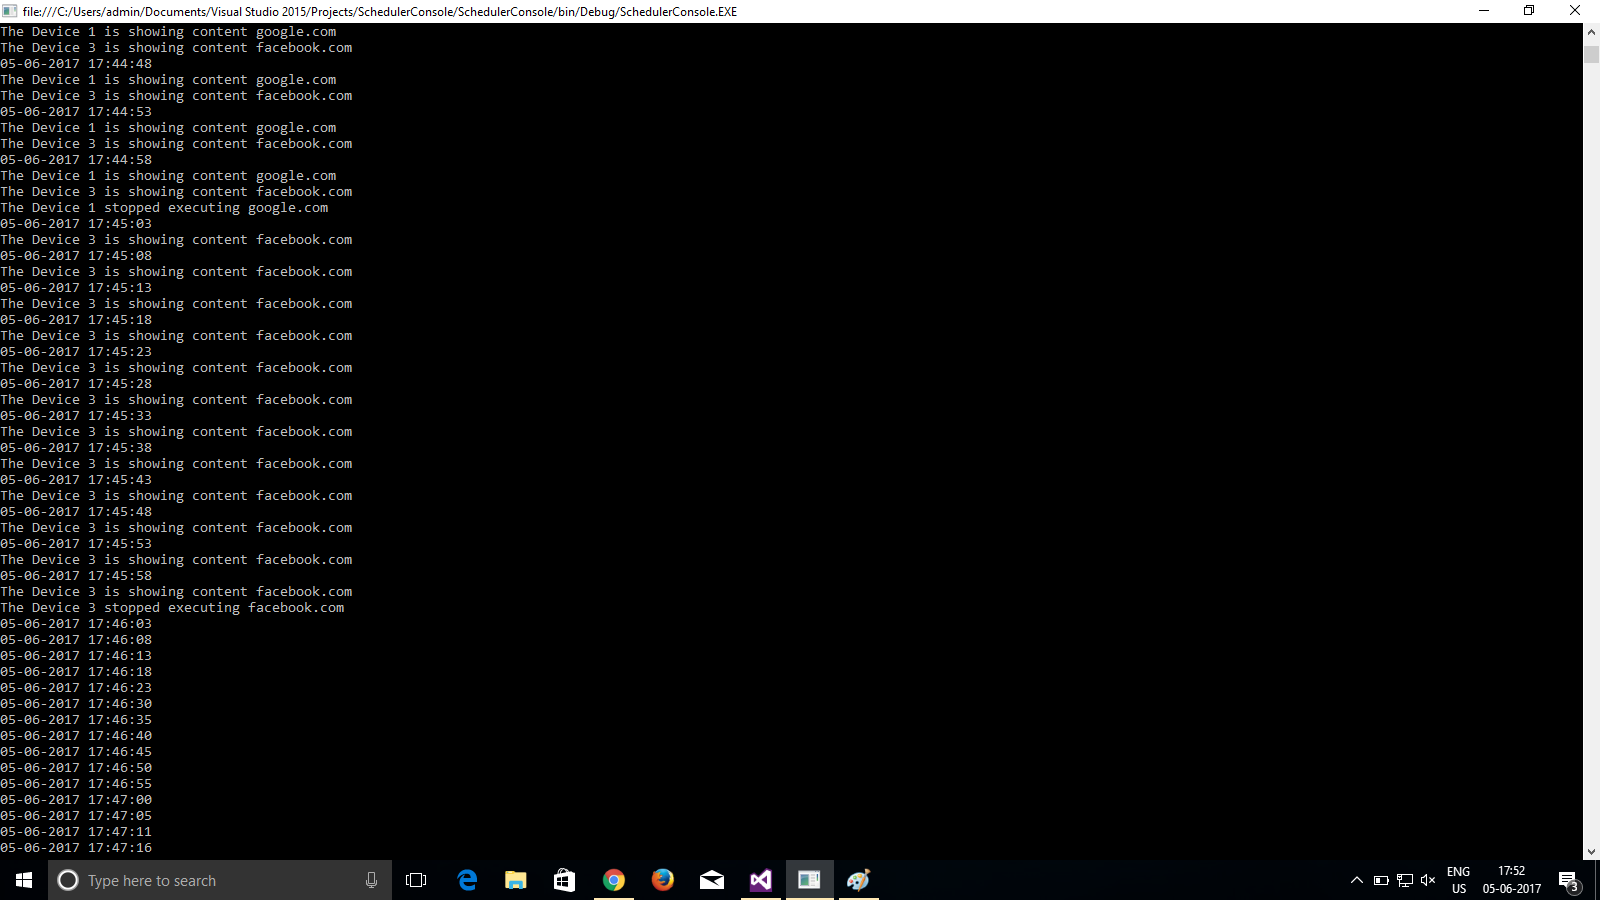 file:///C:/Users/admin/Documents/Visual Studio 2015/Projects/SchedulerConsole/SchedulerConsole/bin/Debug/SchedulerConsole.EXE
The Device 1 is showing content google.com
The Device 3 is showing content facebook.com
05-06-2017 17:44:48
The Device 1 is showing content google.com
The Device 3 is showing content facebook.com
05-06-2017 17:44:53
The Device 1 is showing content google.com
The Device 3 is showing content facebook.com
05-06-2017 17:44:58
The Device 1 is showing content google.com
The Device 3 is showing content facebook.com
The Device 1 stopped executing google.com
05-06-2017 17:45:03
The Device 3 is showing content facebook.com
05-06-2017 17:45:08
The Device 3 is showing content facebook.com
05-06-2017 17:45:13
The Device 3 is showing content facebook.com
05-06-2017 17:45:18
The Device 3 is showing content facebook.com
05-06-2017 17:45:23
The Device 3 is showing content facebook.com
05-06-2017 17:45:28
The Device 3 is showing content facebook.com
05-06-2017 17:45:33
The Device 3 is showing content facebook.com
05-06-2017 17:45:38
The Device 3 is showing content facebook.com
05-06-2017 17:45:43
The Device 3 is showing content facebook.com
05-06-2017 17:45:48
The Device 3 is showing content facebook.com
05-06-2017 17:45:53
The Device 3 is showing content facebook.com
05-06-2017 17:45:58
The Device 3 is showing content facebook.com
The Device 3 stopped executing facebook.com
05-06-2017 17:46:03
05-06-2017 17:46:08
05-06-2017 17:46:13
05-06-2017 17:46:18
05-06-2017 17:46:23
05-06-2017 17:46:30
05-06-2017 17:46:35
05-06-2017 17:46:40
05-06-2017 17:46:45
05-06-2017 17:46:50
05-06-2017 17:46:55
05-06-2017 17:47:00
05-06-2017 17:47:05
05-06-2017 17:47:11
05-06-2017 17:47:16
Type here to search
ENG
US
17:52
05-06-2017
3